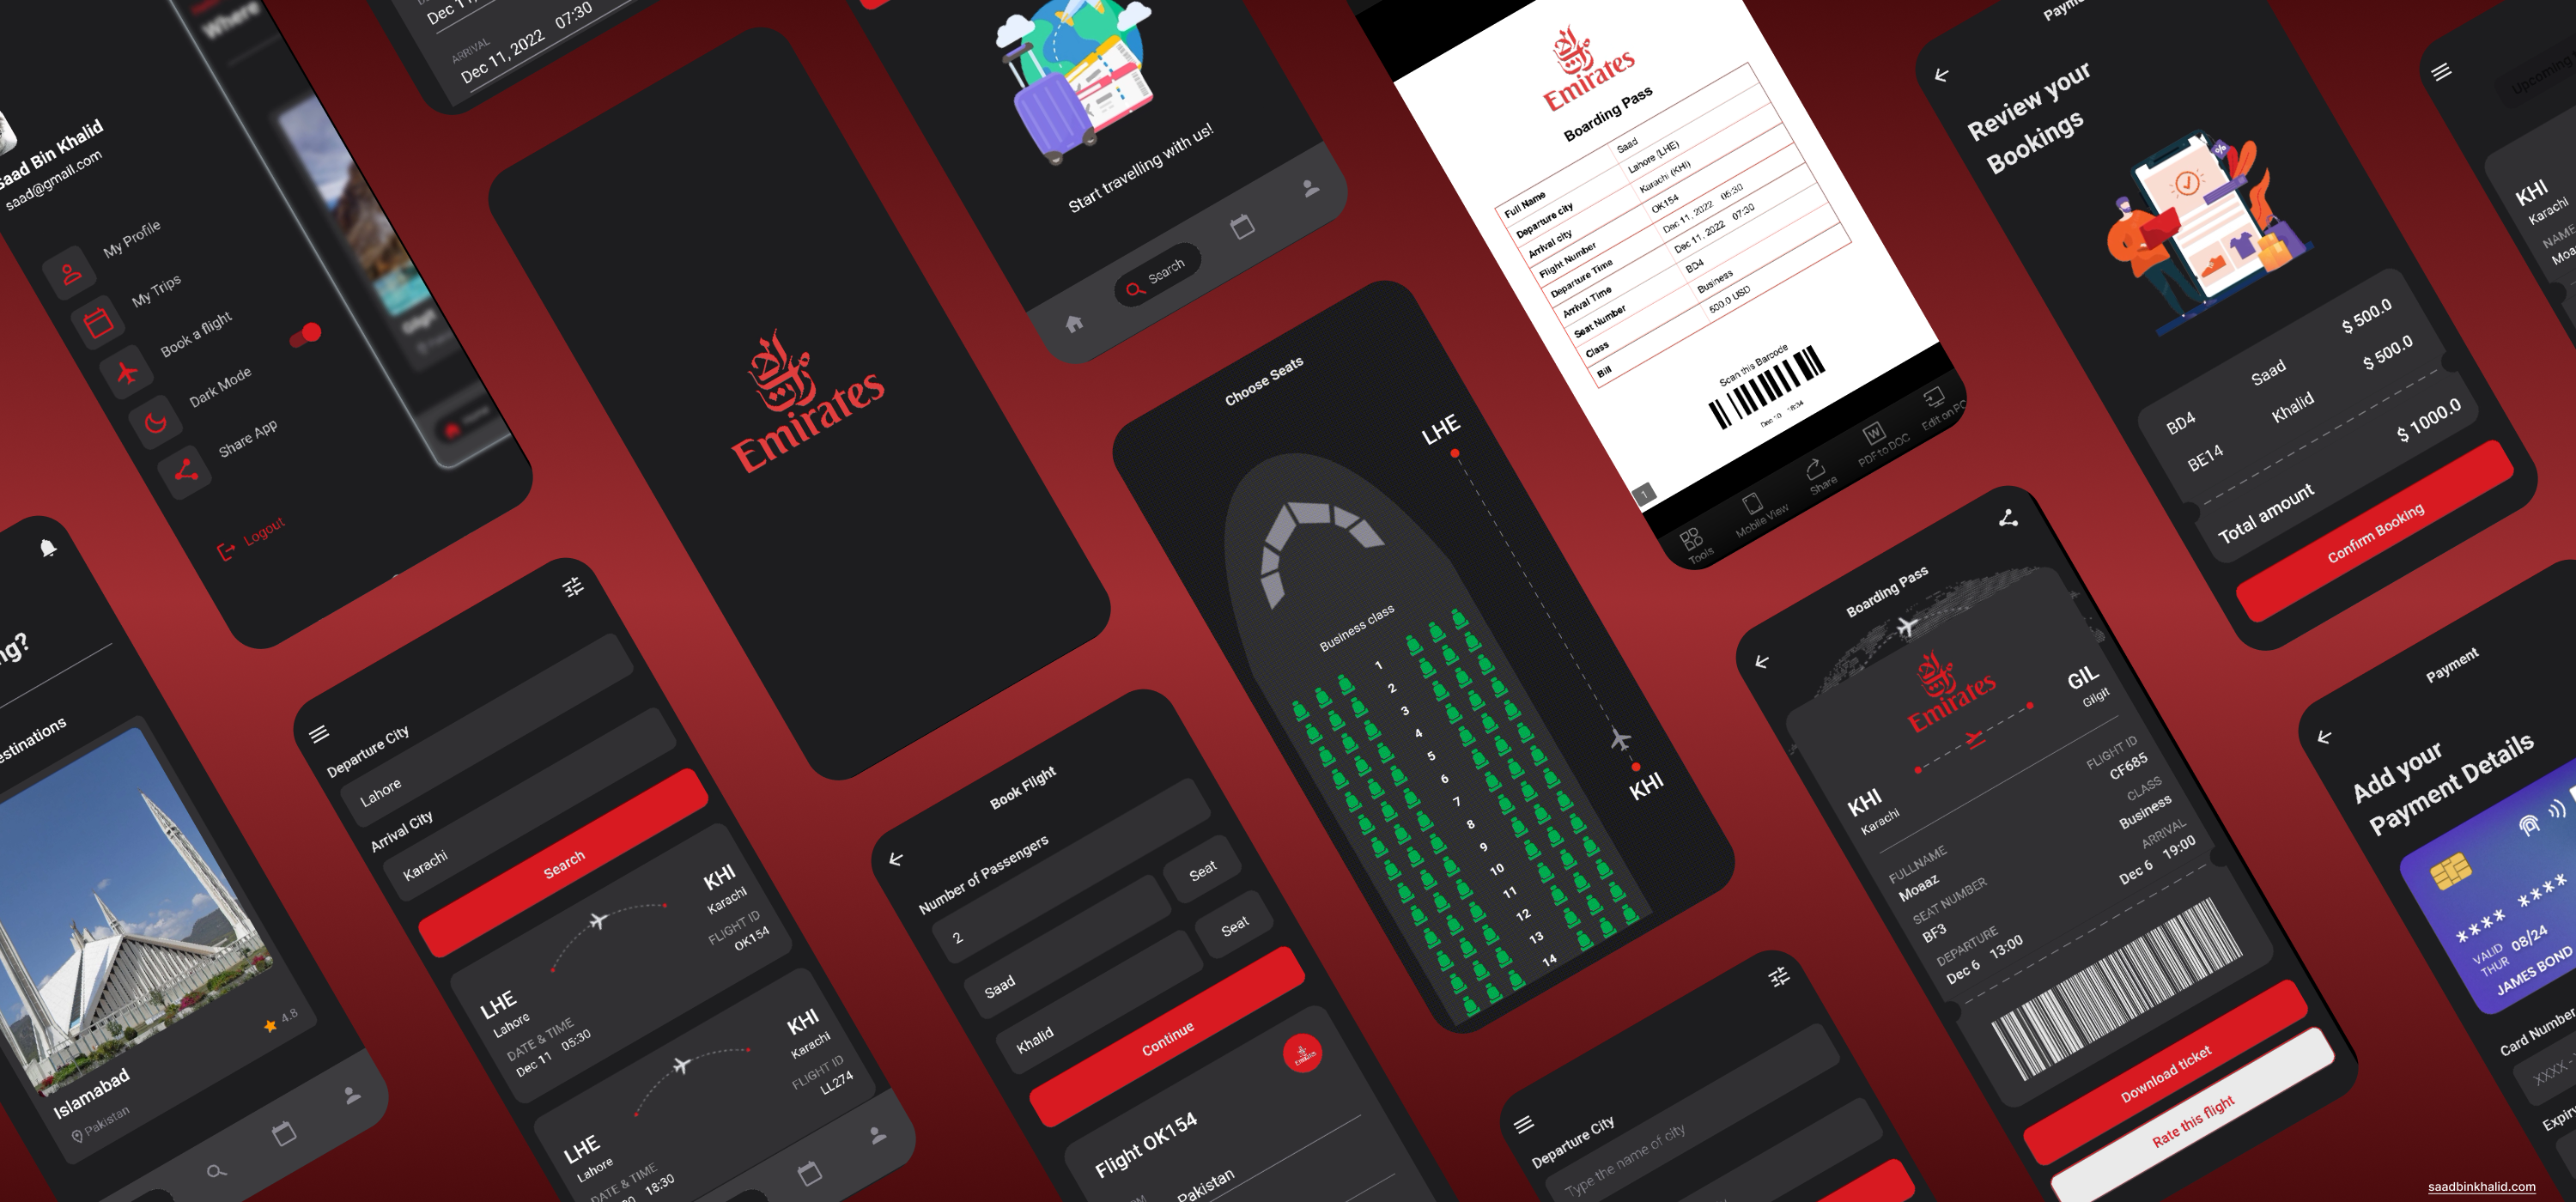 Where
Saad Bin Khalid
saad@gmail.com
My Profile
My Trips
Book a flight
Dark Mode
Share App
Logout
Dec 11,
ARRIVAL
Dec 11, 2022 07:30
إلامارات
Emirates
Start travelling with us!
Search
Emirates
Boarding Pass
Full Name Saad
Departure city Lahore (LHE)
Arrival city Karachi (KHI)
Flight Number OK154
Departure Time Dec 11, 2022 05:30
Arrival Time Dec 11, 2022 07:30
Seat Number BD4
Class Business
Bill 500.0 USD
Scan this Barcode
Dec 10 18:34
1
Tools
Mobile View
Share
PDF to DOC
Edit on PC
Review your
Bookings
BD4 Saad $ 500.0
BE14 Khalid $ 500.0
Total amount $ 1000.0
Confirm Booking
Upcoming
KHI
Karachi
NAME
Moa
ng?
estinations
4.8
Islamabad
Pakistan
Departure City
Lahore
Arrival City
Karachi
Search
LHE
Lahore
KHI
Karachi
DATE & TIME
Dec 11 05:30
FLIGHT ID
OK154
LHE
Lahore
KHI
Karachi
DATE & TIME
18:30
FLIGHT ID
LL274
Book Flight
Number of Passengers
2
Saad
Seat
Khalid
Seat
Continue
Emirates
Flight OK154
Pakistan
Choose Seats
LHE
KHI
Business class
1
2
3
4
5
6
7
8
9
10
11
12
13
14
Departure City
Type the name of city
Boarding Pass
Emirates
KHI
Karachi
GIL
Gilgit
FULLNAME
Moaaz
FLIGHT ID
CF685
SEAT NUMBER
BF3
CLASS
Business
DEPARTURE
Dec 6 13:00
ARRIVAL
Dec 6 19:00
Download ticket
Rate this flight
Payment
Add your
Payment Details
**** ****
VALID
THUR
08/24
JAMES BOND
Card Number
XXXX -
Expiry
saadbinkhalid.com